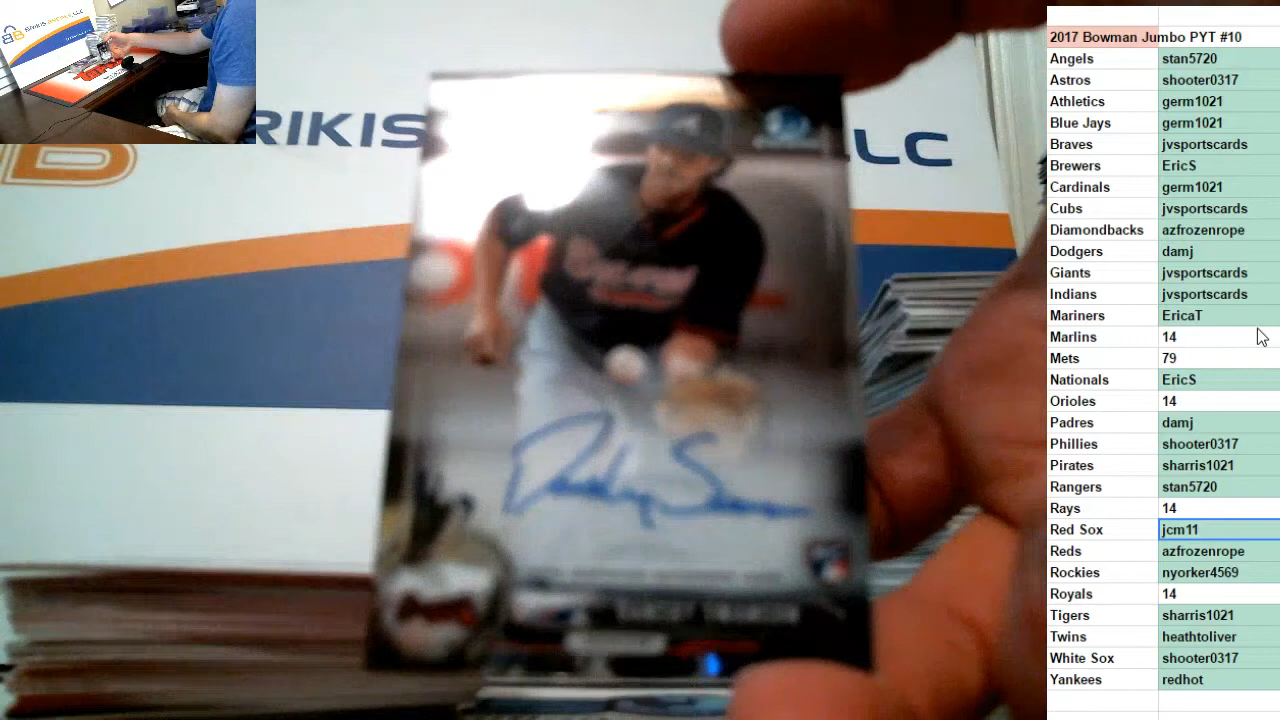 RIKIS
LC
B
2017 Bowman Jumbo PYT #10
Angels stan5720
Astros shooter0317
Athletics germ1021
Blue Jays germ1021
Braves jvsportscards
Brewers EricS
Cardinals germ1021
Cubs jvsportscards
Diamondbacks azfrozenrope
Dodgers damj
Giants jvsportscards
Indians jvsportscards
Mariners EricaT
Marlins 14
Mets 79
Nationals EricS
Orioles 14
Padres damj
Phillies shooter0317
Pirates sharris1021
Rangers stan5720
Rays 14
Red Sox jcm11
Reds azfrozenrope
Rockies nyorker4569
Royals 14
Tigers sharris1021
Twins heathtoliver
White Sox shooter0317
Yankees redhot